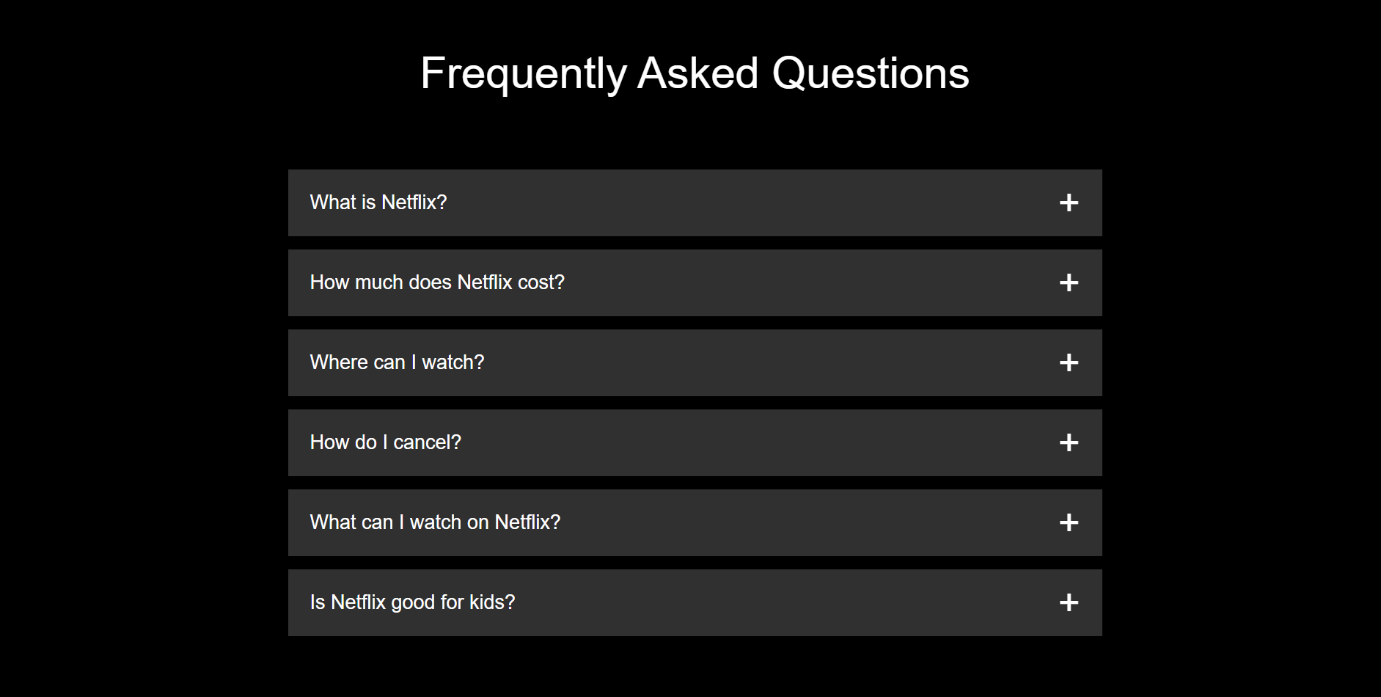 Frequently Asked Questions
What is Netflix?
How much does Netflix cost?
Where can I watch?
How do I cancel?
What can I watch on Netflix?
Is Netflix good for kids?